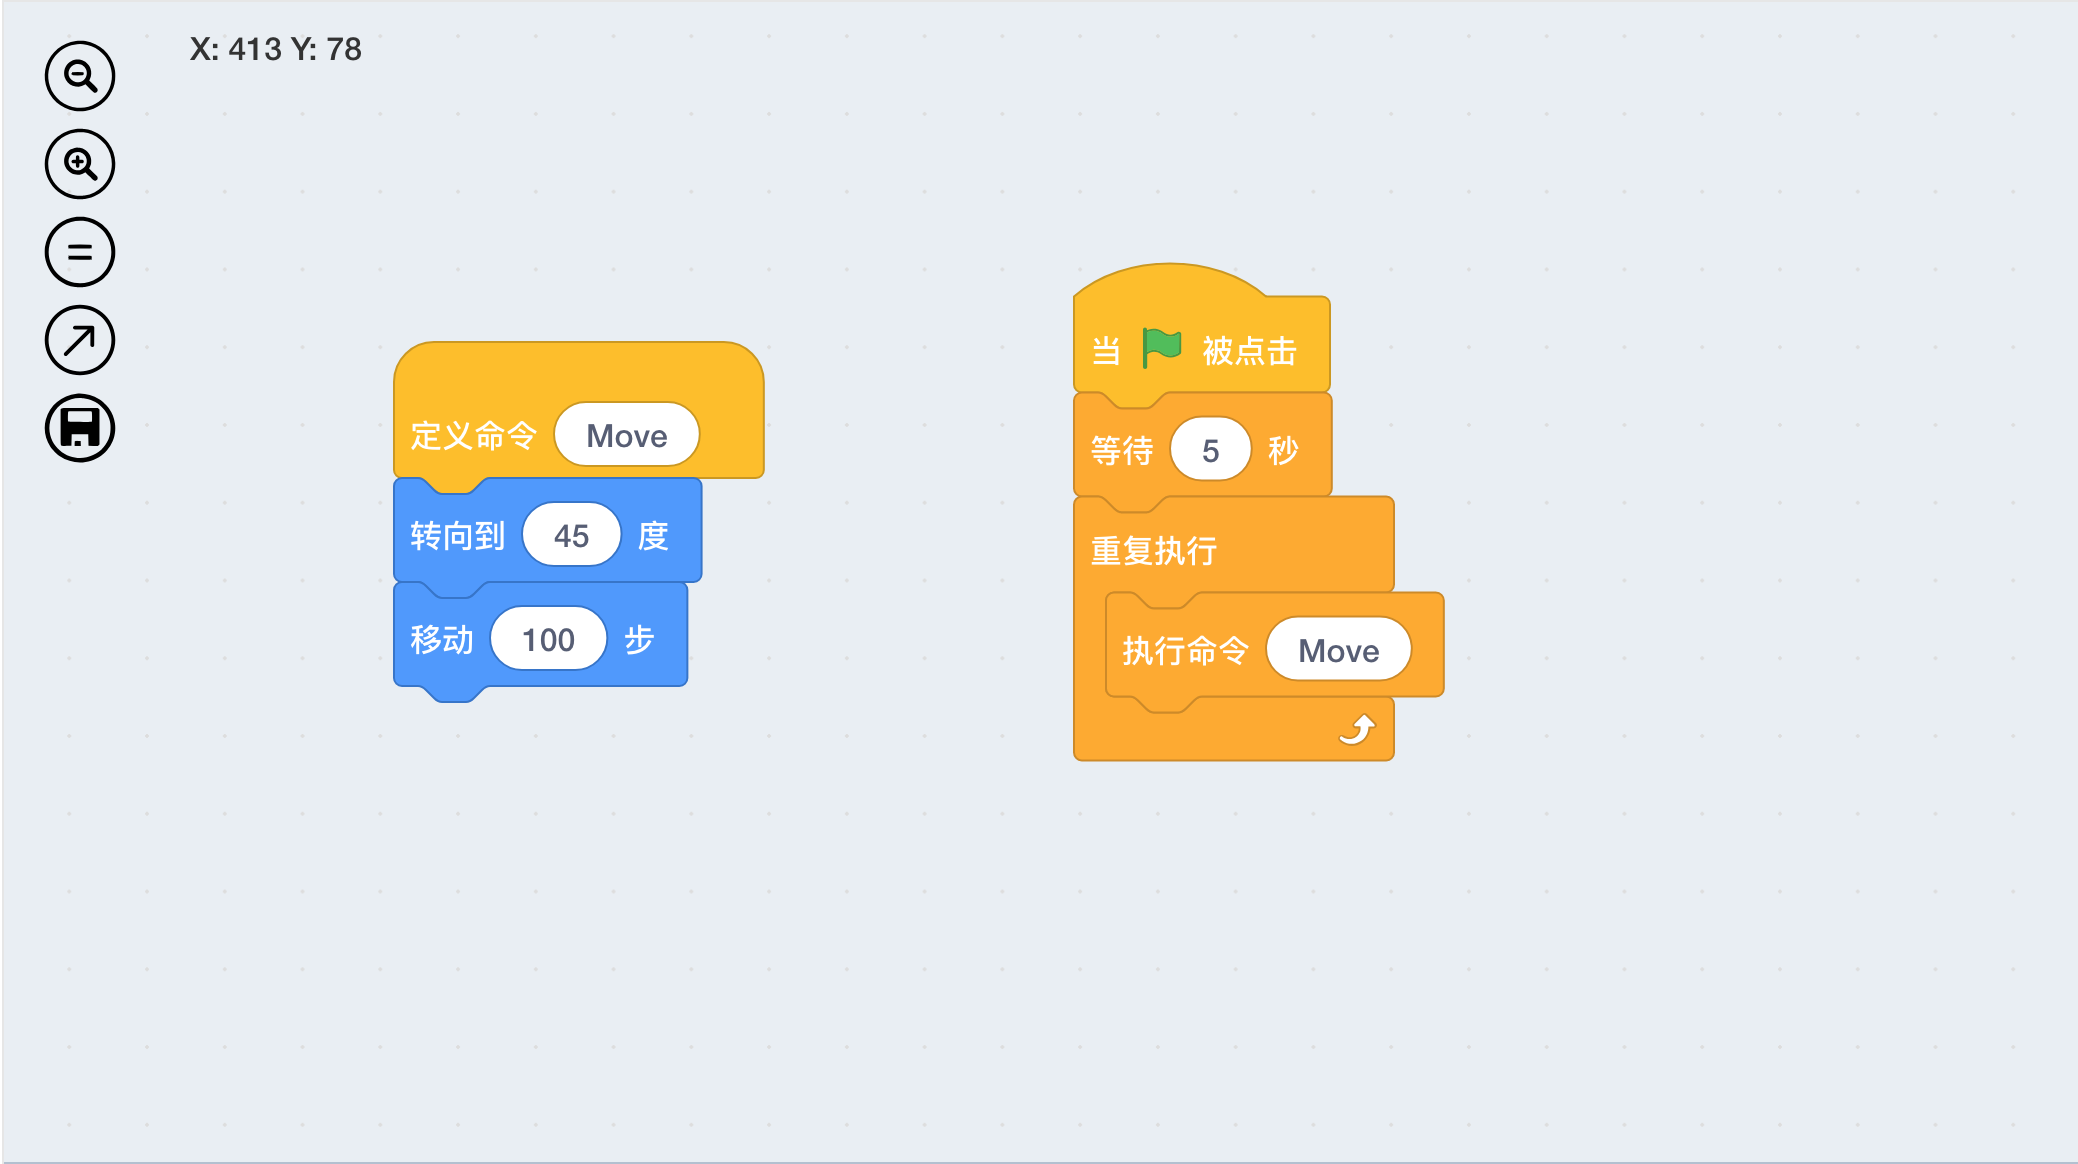 X: 413 Y: 78
定义命令 Move
转向到 45 度
移动 100 步
当 被点击
等待 5 秒
重复执行
执行命令 Move